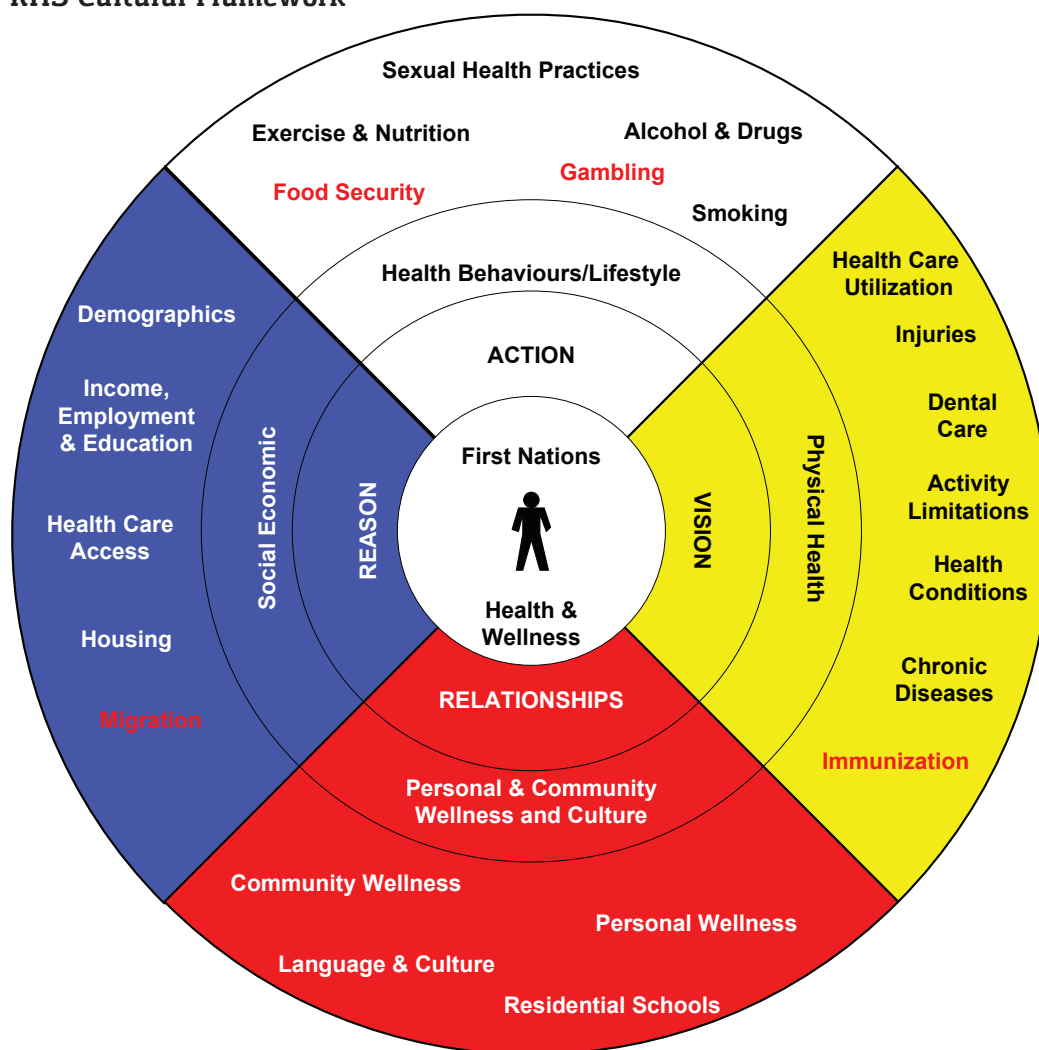 RHS Cultural Framework
Sexual Health Practices
Exercise & Nutrition
Alcohol & Drugs
Food Security
Gambling
Smoking
Health Behaviours/Lifestyle
ACTION
Demographics
Income,
Employment
& Education
Health Care
Access
Housing
Migration
Social Economic
REASON
First Nations
Health &
Wellness
VISION
Physical Health
Health Care
Utilization
Injuries
Dental
Care
Activity
Limitations
Health
Conditions
Chronic
Diseases
Immunization
RELATIONSHIPS
Personal & Community
Wellness and Culture
Community Wellness
Personal Wellness
Language & Culture
Residential Schools